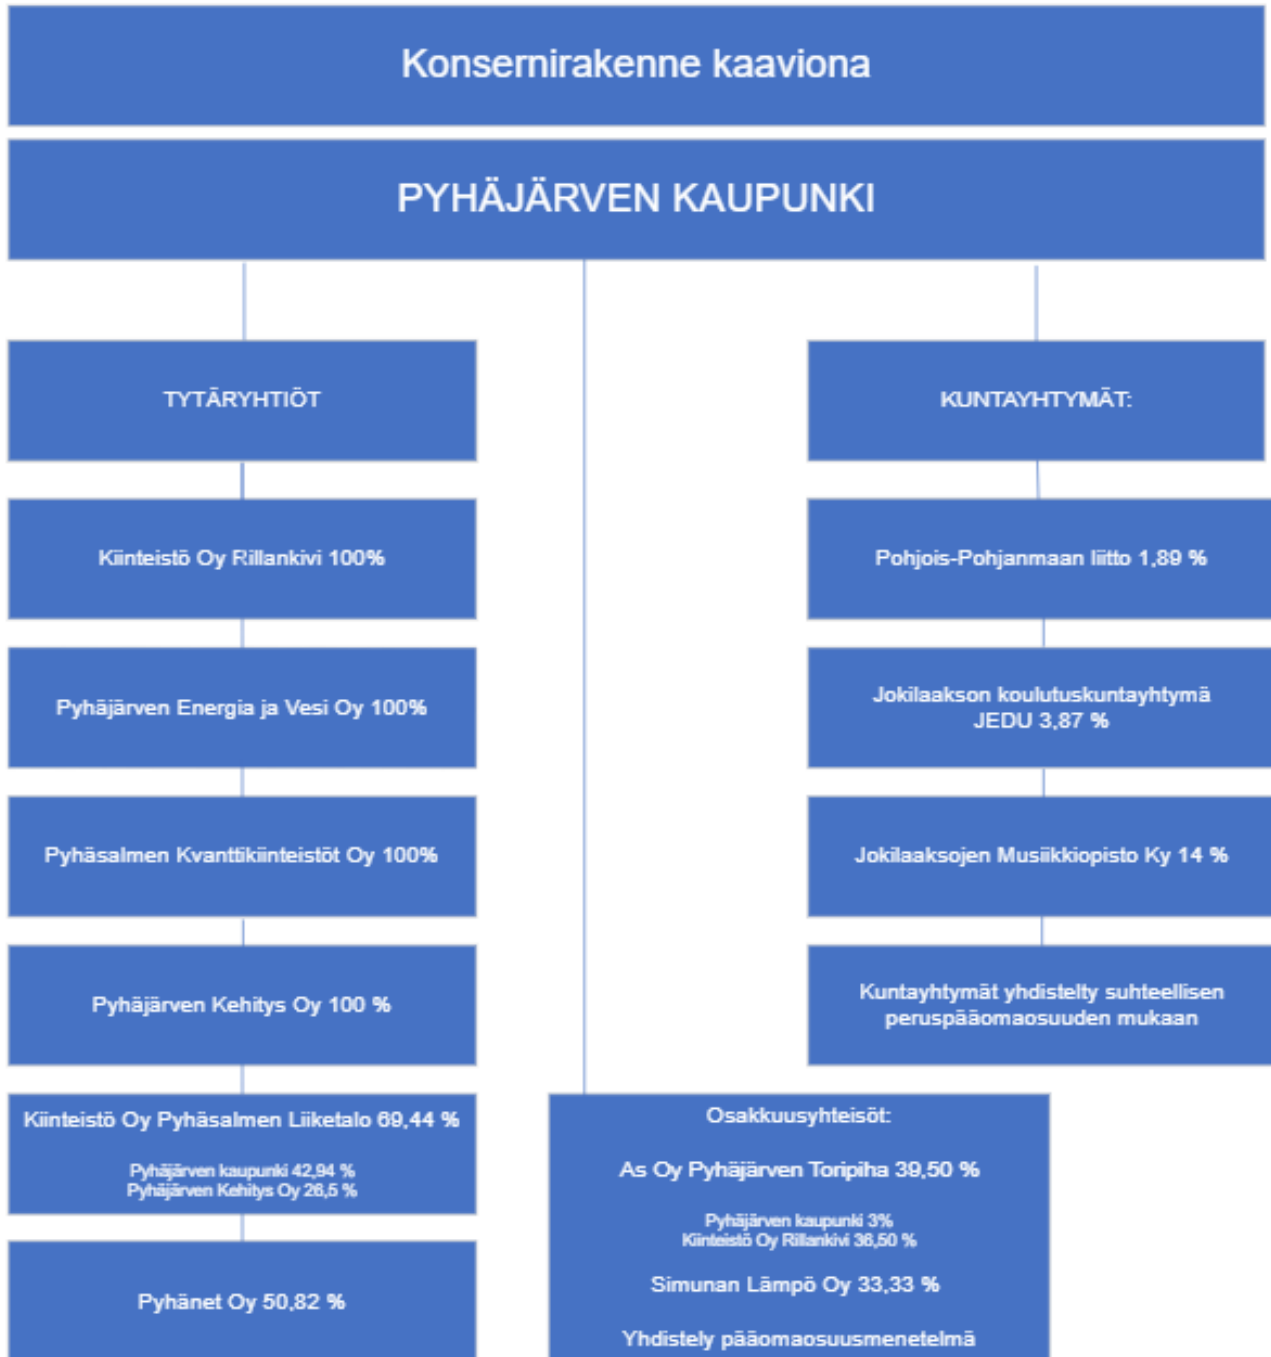 Konsernirakenne kaaviona
PYHÄJÄRVEN KAUPUNKI
TYTÄRYHTIÖT
Kiinteistö Oy Rillankivi 100%
Pyhäjärven Energia ja Vesi Oy 100%
Pyhäsalmen Kvanttikiinteistöt Oy 100%
Pyhäjärven Kehitys Oy 100 %
Kiinteistö Oy Pyhäsalmen Liiketalo 69,44 %
Pyhäjärven kaupunki 42,94 %
Pyhäjärven Kehitys Oy 26,5 %
Pyhänet Oy 50,82 %
Osakkuusyhteisöt:
As Oy Pyhäjärven Toripiha 39,50 %
Pyhäjärven kaupunki 3%
Kiinteistö Oy Rillankivi 36,50 %
Simunan Lämpö Oy 33,33 %
Yhdistely pääomaosuusmenetelmä
KUNTAYHTYMÄT:
Pohjois-Pohjanmaan liitto 1,89 %
Jokilaakson koulutuskuntayhtymä
JEDU 3,87 %
Jokilaaksojen Musiikkiopisto Ky 14 %
Kuntayhtymät yhdistelty suhteellisen
peruspääomaosuuden mukaan